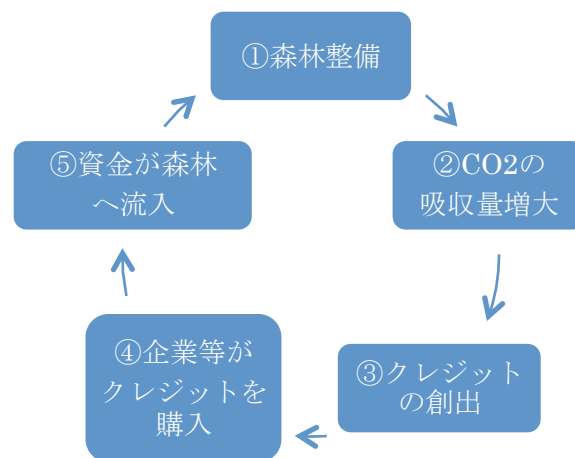 ①森林整備
②CO2の
吸収量増大
③クレジット
の創出
④企業等が
クレジットを
購入
⑤資金が森林
へ流入